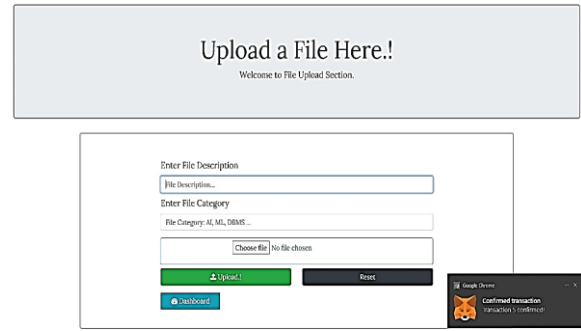 Upload a File Here.!
Welcome to File Upload Section.
Enter File Description
File Description...
Enter File Category
File Category: AI, ML, DBMS ...
Choose file No file chosen
Upload.! Reset
Dashboard
Google Chrome
Confirmed transaction
Transaction 5 confirmed!